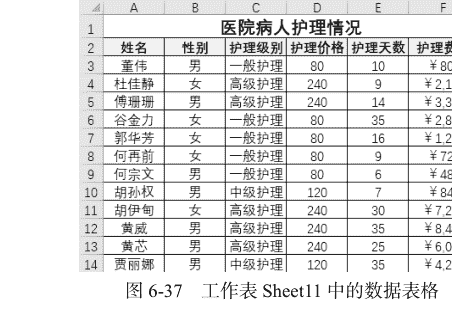 A B C D E F
1 医院病人护理情况
2 姓名 性别 护理级别 护理价格 护理天数 护理费
3 董伟 男 一般护理 80 10 ￥80
4 杜佳静 女 高级护理 240 9 ￥2,1
5 傅珊珊 男 高级护理 240 14 ￥3,3
6 谷金力 女 一般护理 80 35 ￥2,8
7 郭华芳 女 一般护理 80 16 ￥1,2
8 何再前 女 一般护理 80 9 ￥72
9 何宗文 男 一般护理 80 6 ￥48
10 胡孙权 男 中级护理 120 7 ￥84
11 胡伊甸 女 高级护理 240 30 ￥7,2
12 黄威 男 高级护理 240 35 ￥8,4
13 黄芯 男 高级护理 240 25 ￥6,0
14 贾丽娜 男 中级护理 120 35 ￥4,2
图 6-37 工作表 Sheet11 中的数据表格